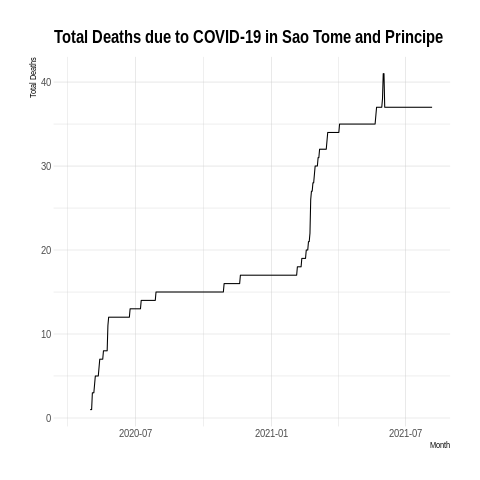 Total Deaths due to COVID-19 in Sao Tome and Principe
Total Deaths
40
30
20
10
0
2020-07 2021-01 2021-07
Month